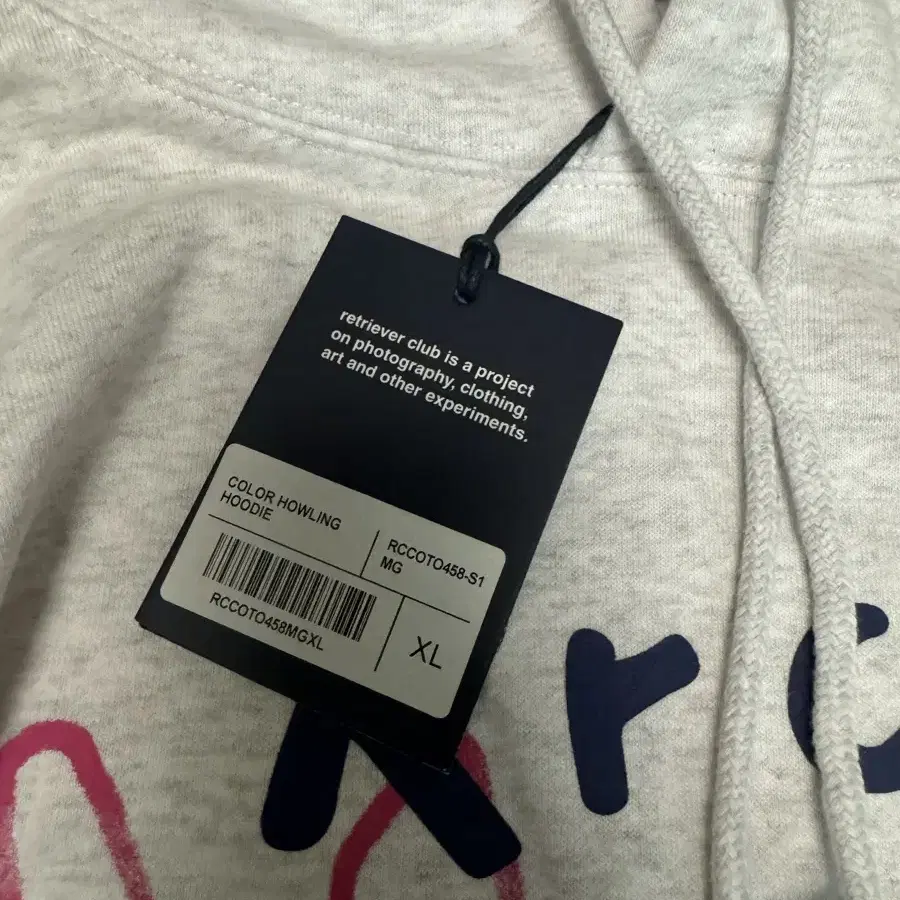 retriever club is a project
on photography, clothing,
art and other experiments.
COLOR HOWLING
HOODIE
RCCOTO458-S1
MG
RCCOTO458MGXL
XL
re